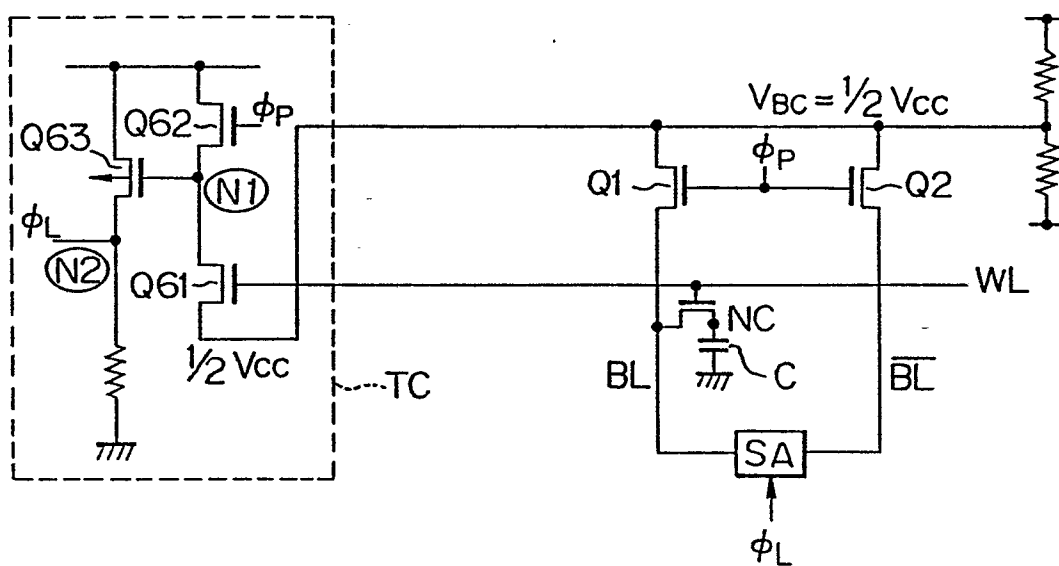 VBC = 1/2 VCC
Q62
ϕP
Q63
ϕP
Q1
Q2
N1
ϕL
N2
Q61
WL
NC
1/2 VCC
TC
BL
C
B̅L̅
SA
ϕL